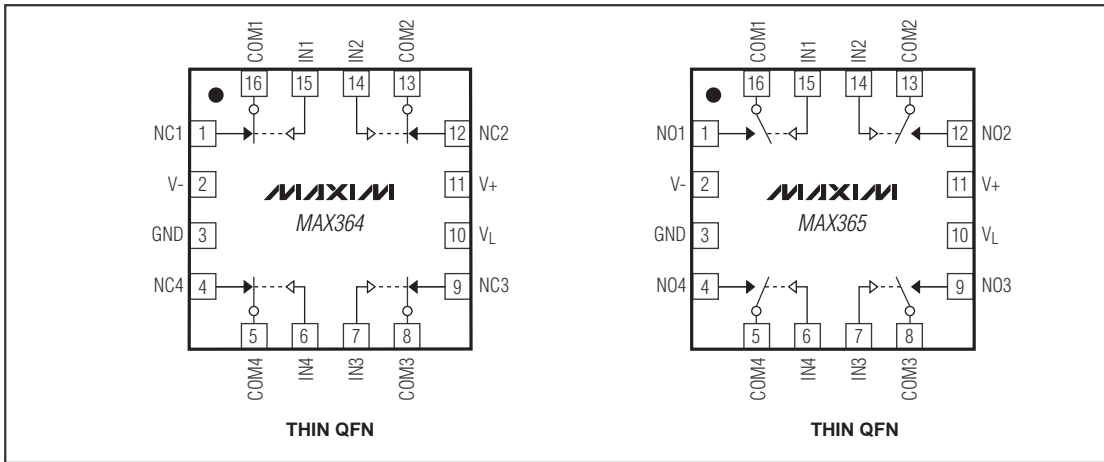 COM1 IN1 IN2 COM2
16 15 14 13
NC1 1 12 NC2
V- 2 11 V+
MAXIM
MAX364
GND 3 10 VL
NC4 4 9 NC3
5 6 7 8
COM4 IN4 IN3 COM3
THIN QFN
COM1 IN1 IN2 COM2
16 15 14 13
NO1 1 12 NO2
V- 2 11 V+
MAXIM
MAX365
GND 3 10 VL
NO4 4 9 NO3
5 6 7 8
COM4 IN4 IN3 COM3
THIN QFN